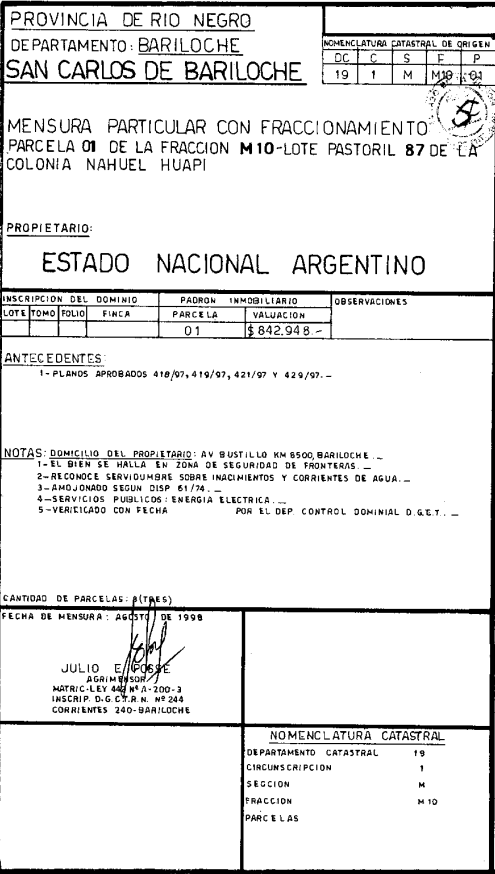 PROVINCIA DE RIO NEGRO
DEPARTAMENTO: BARILOCHE
SAN CARLOS DE BARILOCHE
NOMENCLATURA CATASTRAL DE ORIGEN
DC C S F P
19 1 M M10 01
MENSURA PARTICULAR CON FRACCIONAMIENTO
PARCELA 01 DE LA FRACCION M10-LOTE PASTORIL 87 DE LA
COLONIA NAHUEL HUAPI
PROPIETARIO:
ESTADO NACIONAL ARGENTINO
INSCRIPCION DEL DOMINIO PADRON INMOBILIARIO OBSERVACIONES
LOTE TOMO FOLIO FINCA PARCELA VALUACION
01 $842.948.-
ANTECEDENTES:
1-PLANOS APROBADOS 418/97, 419/97, 421/97 Y 429/97.-
NOTAS: DOMICILIO DEL PROPIETARIO: AV BUSTILLO KM 8500, BARILOCHE._
1-EL BIEN SE HALLA EN ZONA DE SEGURIDAD DE FRONTERAS._
2-RECONOCE SERVIDUMBRE SOBRE INACIMIENTOS Y CORRIENTES DE AGUA._
3-AMOJONADO SEGUN DISP 61/74._
4-SERVICIOS PUBLICOS: ENERGIA ELECTRICA._
5-VERIFICADO CON FECHA POR EL DEP CONTROL DOMINIAL D.G.E.T._
CANTIDAD DE PARCELAS: 3(TRES)
FECHA DE MENSURA: AGOSTO DE 1998
JULIO E POSSE
AGRIMENSOR
MATRIC-LEY 442 Nº A-200-3
INSCRIP. D.G.C.T.R.N. Nº 244
CORRIENTES 240-BARILOCHE
NOMENCLATURA CATASTRAL
DEPARTAMENTO CATASTRAL 19
CIRCUNSCRIPCION 1
SECCION M
FRACCION M 10
PARCELAS